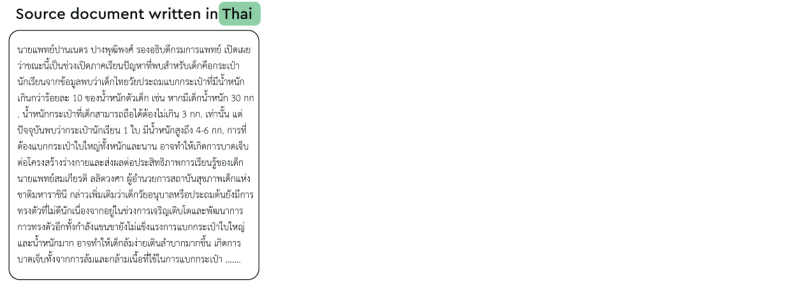 Source document written in Thai
นายแพทย์ปานเนตร ปางพุฒิพงศ์ รองอธิบดีกรมการแพทย์ เปิดเผย
ว่าขณะนี้เป็นช่วงเปิดภาคเรียนปัญหาที่พบสำหรับเด็กคือกระเป๋า
นักเรียนจากข้อมูลพบว่าเด็กไทยวัยประถมแบกกระเป๋าที่มีน้ำหนัก
เกินกว่าร้อยละ 10 ของน้ำหนักตัวเด็ก เช่น หากมีเด็กน้ำหนัก 30 กก
. น้ำหนักกระเป๋าที่เด็กสามารถถือได้ต้องไม่เกิน 3 กก. เท่านั้น แต่
ปัจจุบันพบว่ากระเป๋านักเรียน 1 ใบ มีน้ำหนักสูงถึง 4-6 กก. การที่
ต้องแบกกระเป๋าใบใหญ่ทั้งหนักและนาน อาจทำให้เกิดการบาดเจ็บ
ต่อโครงสร้างร่างกายและส่งผลต่อประสิทธิภาพการเรียนรู้ของเด็ก
นายแพทย์สมเกียรติ ลลิตวงศา ผู้อำนวยการสถาบันสุขภาพเด็กแห่ง
ชาติมหาราชินี กล่าวเพิ่มเติมว่าเด็กวัยอนุบาลหรือประถมต้นยังมีการ
ทรงตัวที่ไม่ดีนักเนื่องจากอยู่ในช่วงการเจริญเติบโตและพัฒนาการ
การทรงตัวอีกทั้งกำลังแขนขายังไม่แข็งแรงการแบกกระเป๋าใบใหญ่
และน้ำหนักมาก อาจทำให้เด็กล้มง่ายเดินลำบากมากขึ้น เกิดการ
บาดเจ็บทั้งจากการล้มและกล้ามเนื้อที่ใช้ในการแบกกระเป๋า .......